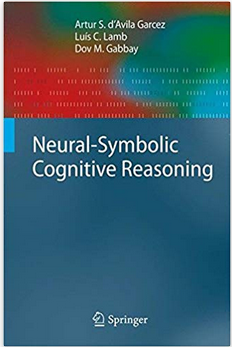 Artur S. d'Avila Garcez
Luís C. Lamb
Dov M. Gabbay
Neural-Symbolic
Cognitive Reasoning
Springer